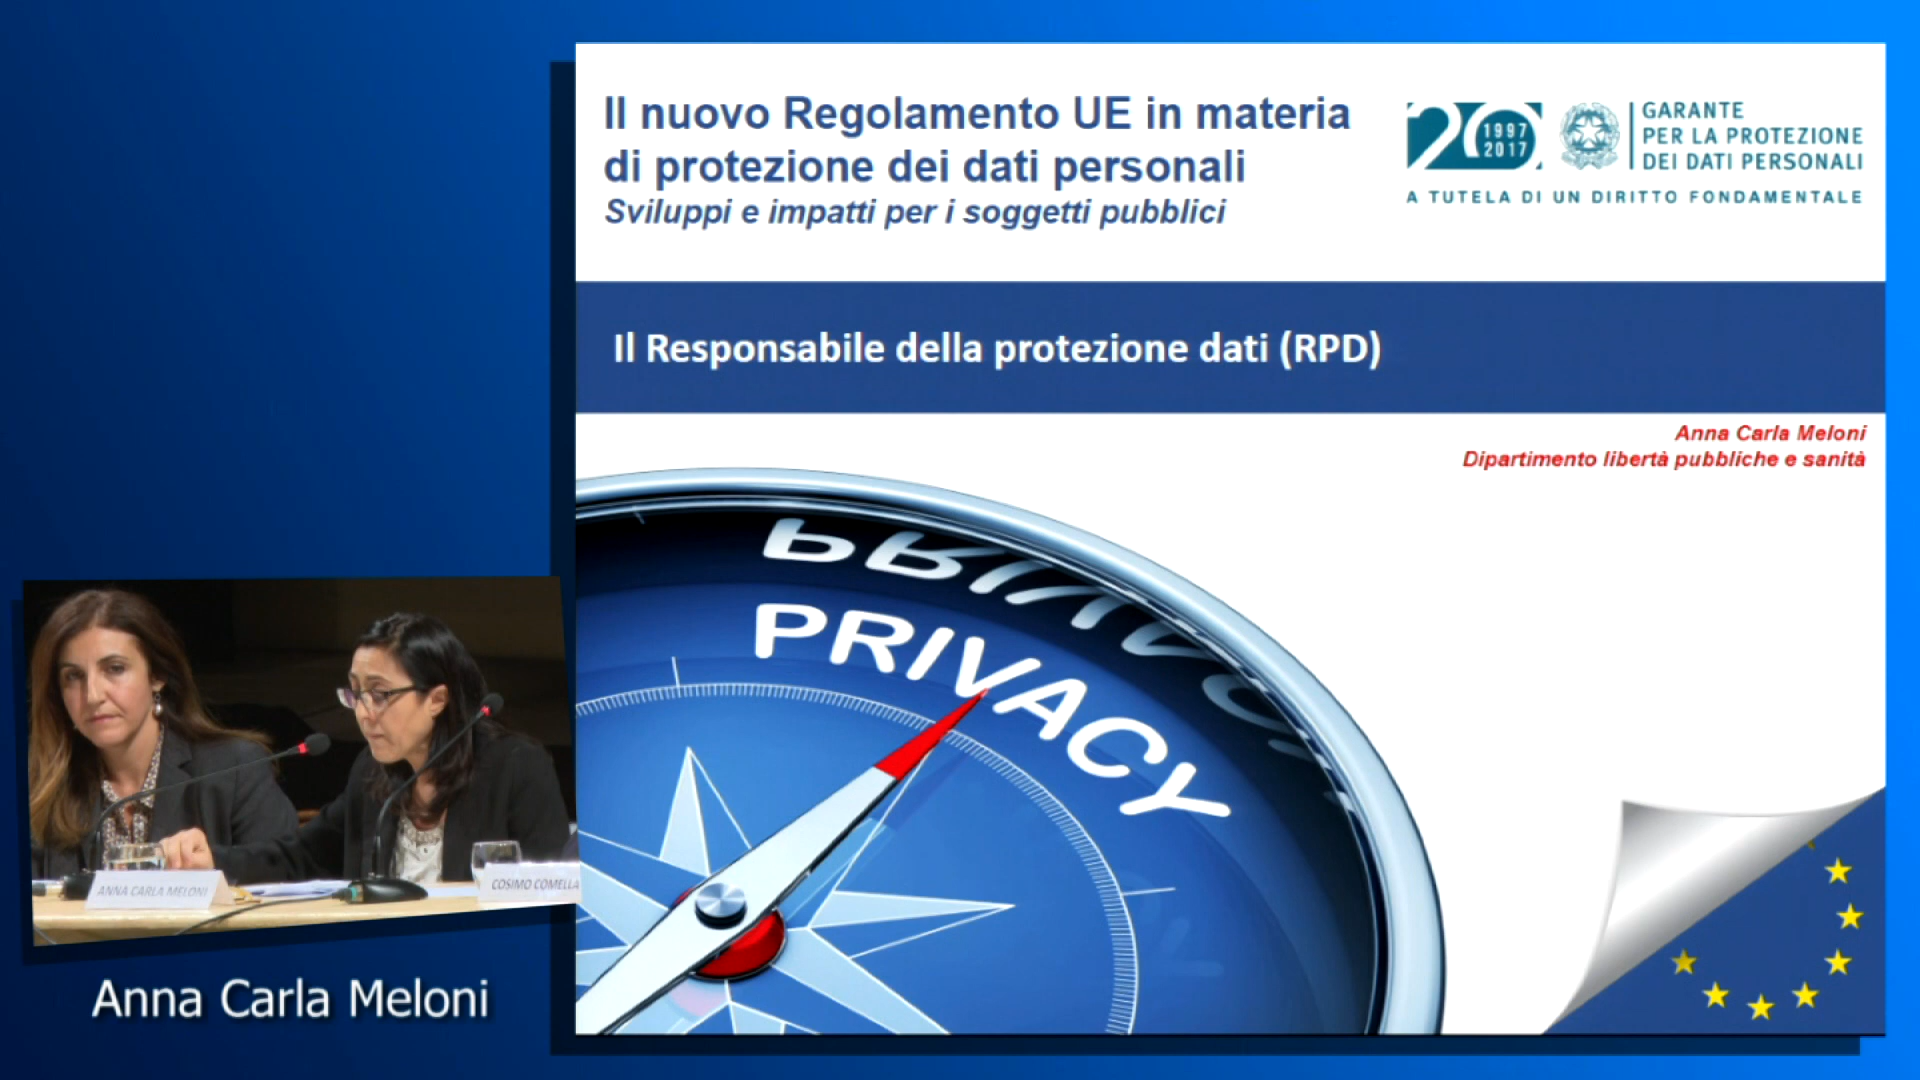 Il nuovo Regolamento UE in materia
di protezione dei dati personali
Sviluppi e impatti per i soggetti pubblici
20
1997
2017
GARANTE
PER LA PROTEZIONE
DEI DATI PERSONALI
A TUTELA DI UN DIRITTO FONDAMENTALE
Il Responsabile della protezione dati (RPD)
Anna Carla Meloni
Dipartimento libertà pubbliche e sanità
PRIVACY
PRIVACY
ANNA CARLA MELONI
COSIMO COMELLA
Anna Carla Meloni